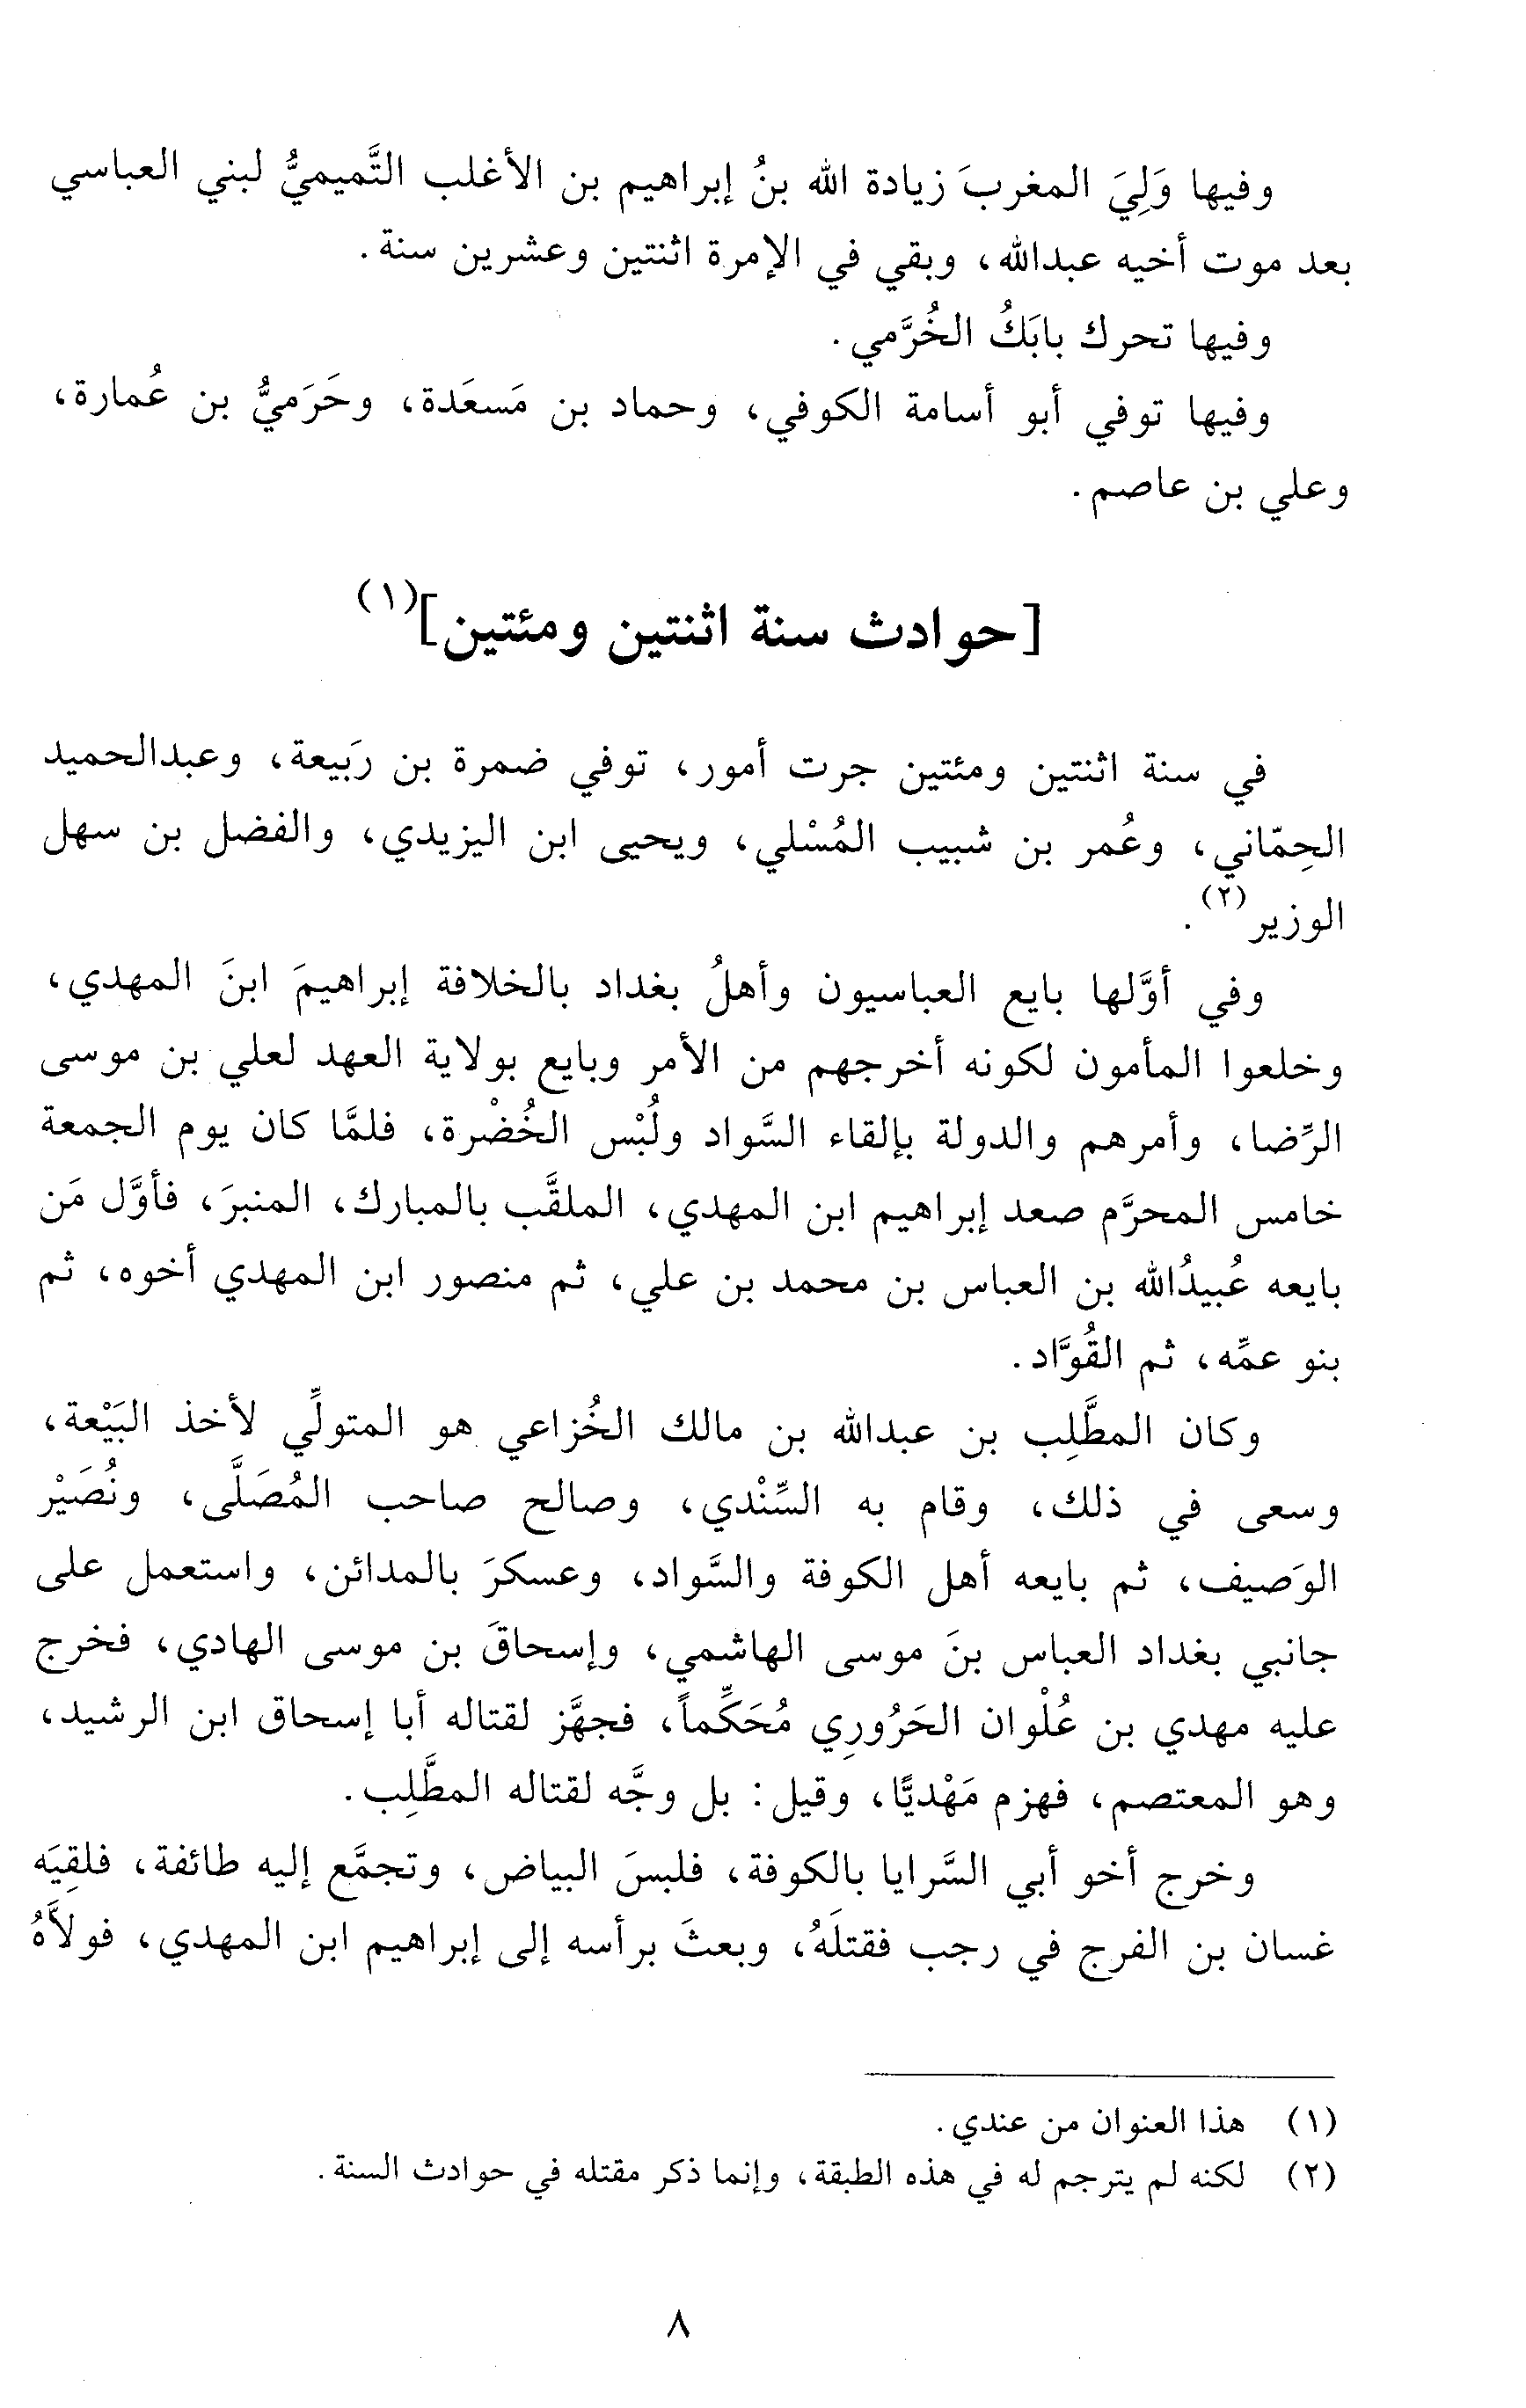 وفيها وَلِيَ المغربَ زيادة الله بنُ إبراهيم بن الأغلب التَّميميُّ لبني العباسي
بعد موت أخيه عبدالله، وبقي في الإمرة اثنتين وعشرين سنة.
وفيها تحرك بابَكُ الخُرَّمي.
وفيها توفي أبو أسامة الكوفي، وحماد بن مَسعَدة، وحَرَميُّ بن عُمارة،
وعلي بن عاصم.
[حوادث سنة اثنتين ومئتين](١)
في سنة اثنتين ومئتين جرت أمور، توفي ضمرة بن رَبيعة، وعبدالحميد
الحِمّاني، وعُمر بن شبيب المُسْلي، ويحيى ابن اليزيدي، والفضل بن سهل
الوزير(٢).
وفي أوَّلها بايع العباسيون وأهلُ بغداد بالخلافة إبراهيمَ ابنَ المهدي،
وخلعوا المأمون لكونه أخرجهم من الأمر وبايع بولاية العهد لعلي بن موسى
الرِّضا، وأمرهم والدولة بإلقاء السَّواد ولُبْس الخُضْرة، فلمَّا كان يوم الجمعة
خامس المحرَّم صعد إبراهيم ابن المهدي، الملقَّب بالمبارك، المنبرَ، فأوَّل مَن
بايعه عُبيدُالله بن العباس بن محمد بن علي، ثم منصور ابن المهدي أخوه، ثم
بنو عمِّه، ثم القُوَّاد.
وكان المطَّلِب بن عبدالله بن مالك الخُزاعي هو المتولِّي لأخذ البَيْعة،
وسعى في ذلك، وقام به السِّنْدي، وصالح صاحب المُصَلَّى، ونُصَيْر
الوَصيف، ثم بايعه أهل الكوفة والسَّواد، وعسكرَ بالمدائن، واستعمل على
جانبي بغداد العباس بنَ موسى الهاشمي، وإسحاقَ بن موسى الهادي، فخرج
عليه مهدي بن عُلْوان الحَرُورِي مُحَكِّماً، فجهَّز لقتاله أبا إسحاق ابن الرشيد،
وهو المعتصم، فهزم مَهْديًّا، وقيل: بل وجَّه لقتاله المطَّلِب.
وخرج أخو أبي السَّرايا بالكوفة، فلبسَ البياض، وتجمَّع إليه طائفة، فلقِيَه
غسان بن الفرج في رجب فقتلَهُ، وبعثَ برأسه إلى إبراهيم ابن المهدي، فولاَّهُ
(١) هذا العنوان من عندي.
(٢) لكنه لم يترجم له في هذه الطبقة، وإنما ذكر مقتله في حوادث السنة.
٨